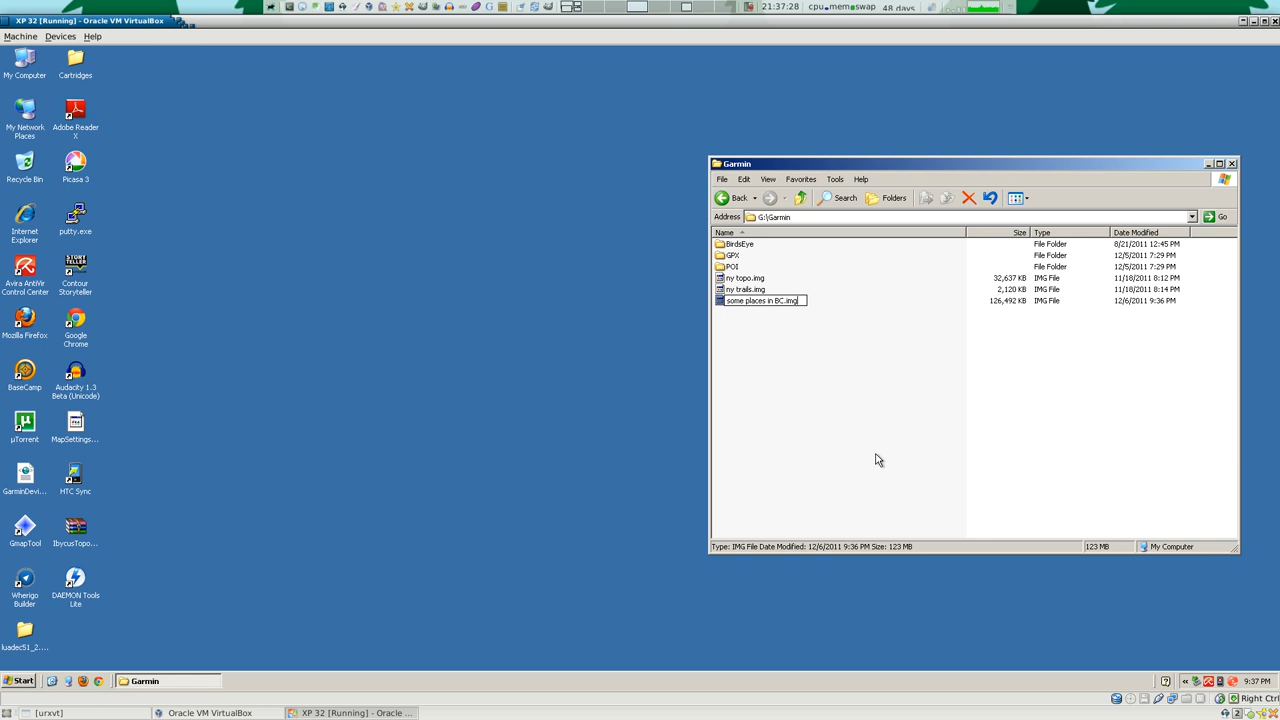 21:37:28 cpu mem swap 48 days
XP 32 [Running] - Oracle VM VirtualBox
Machine Devices Help
My Computer
Cartridges
My Network Places
Adobe Reader X
Recycle Bin
Picasa 3
Internet Explorer
putty.exe
Avira AntiVir Control Center
STORY TELLER
Contour Storyteller
Mozilla Firefox
Google Chrome
BaseCamp
Audacity 1.3 Beta (Unicode)
µTorrent
MapSettings...
GarminDevi...
HTC Sync
GmapTool
IbycusTopo...
Wherigo Builder
DAEMON Tools Lite
luadec51_2....
Garmin
File Edit View Favorites Tools Help
Back Search Folders
Address G:\Garmin Go
Name Size Type Date Modified
BirdsEye File Folder 8/21/2011 12:45 PM
GPX File Folder 12/5/2011 7:29 PM
POI File Folder 12/5/2011 7:29 PM
ny topo.img 32,637 KB IMG File 11/18/2011 8:12 PM
ny trails.img 2,120 KB IMG File 11/18/2011 8:14 PM
some places in BC.img 126,492 KB IMG File 12/6/2011 9:36 PM
Type: IMG File Date Modified: 12/6/2011 9:36 PM Size: 123 MB 123 MB My Computer
Start Garmin 9:37 PM
Right Ctrl
[urxvt] Oracle VM VirtualBox XP 32 [Running] - Oracle ... 2